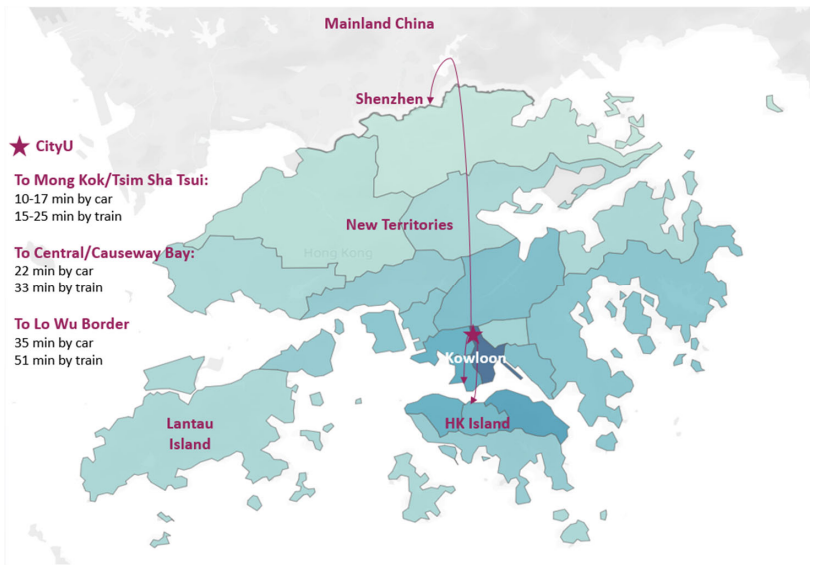 Mainland China
Shenzhen
CityU
To Mong Kok/Tsim Sha Tsui:
10-17 min by car
15-25 min by train
New Territories
Hong Kong
To Central/Causeway Bay:
22 min by car
33 min by train
To Lo Wu Border
35 min by car
51 min by train
Kowloon
Lantau
Island
HK Island